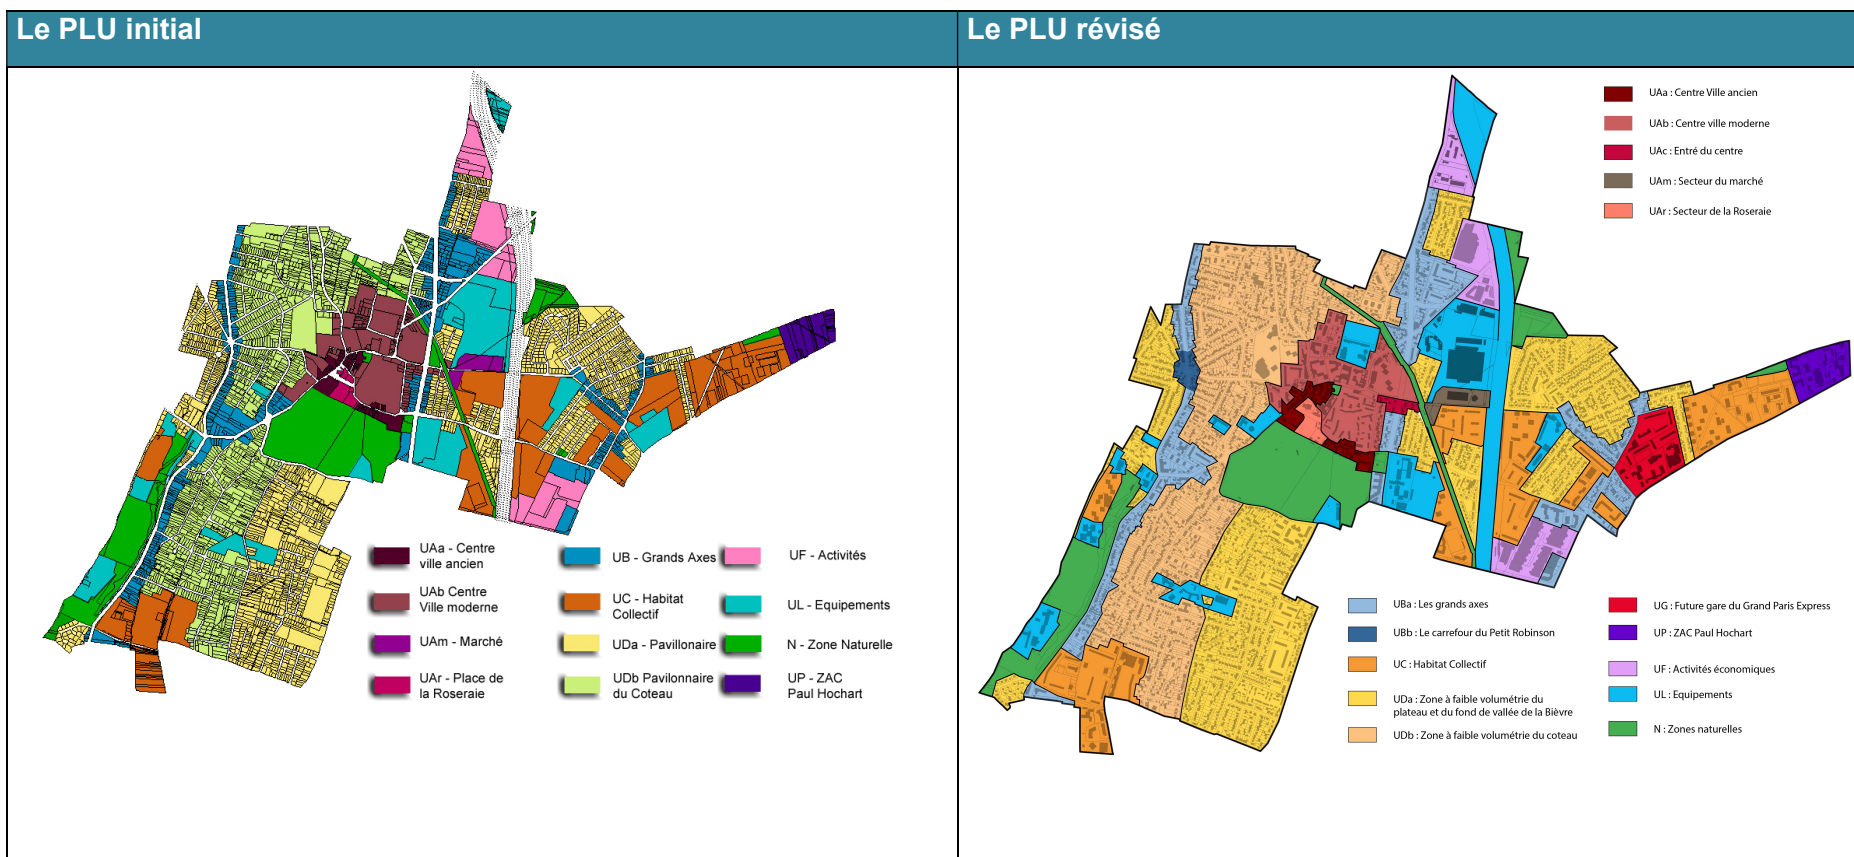 Le PLU initial
Le PLU révisé
UAa - Centre
ville ancien
UAb Centre
Ville moderne
UAm - Marché
UAr - Place de
la Roseraie
UB - Grands Axes
UC - Habitat
Collectif
UDa - Pavillonaire
UDb Pavilonnaire
du Coteau
UF - Activités
UL - Equipements
N - Zone Naturelle
UP - ZAC
Paul Hochart
UAa : Centre Ville ancien
UAb : Centre ville moderne
UAc : Entré du centre
UAm : Secteur du marché
UAr : Secteur de la Roseraie
UBa : Les grands axes
UBb : Le carrefour du Petit Robinson
UC : Habitat Collectif
UDa : Zone à faible volumétrie du
plateau et du fond de vallée de la Bièvre
UDb : Zone à faible volumétrie du coteau
UG : Future gare du Grand Paris Express
UP : ZAC Paul Hochart
UF : Activités économiques
UL : Equipements
N : Zones naturelles